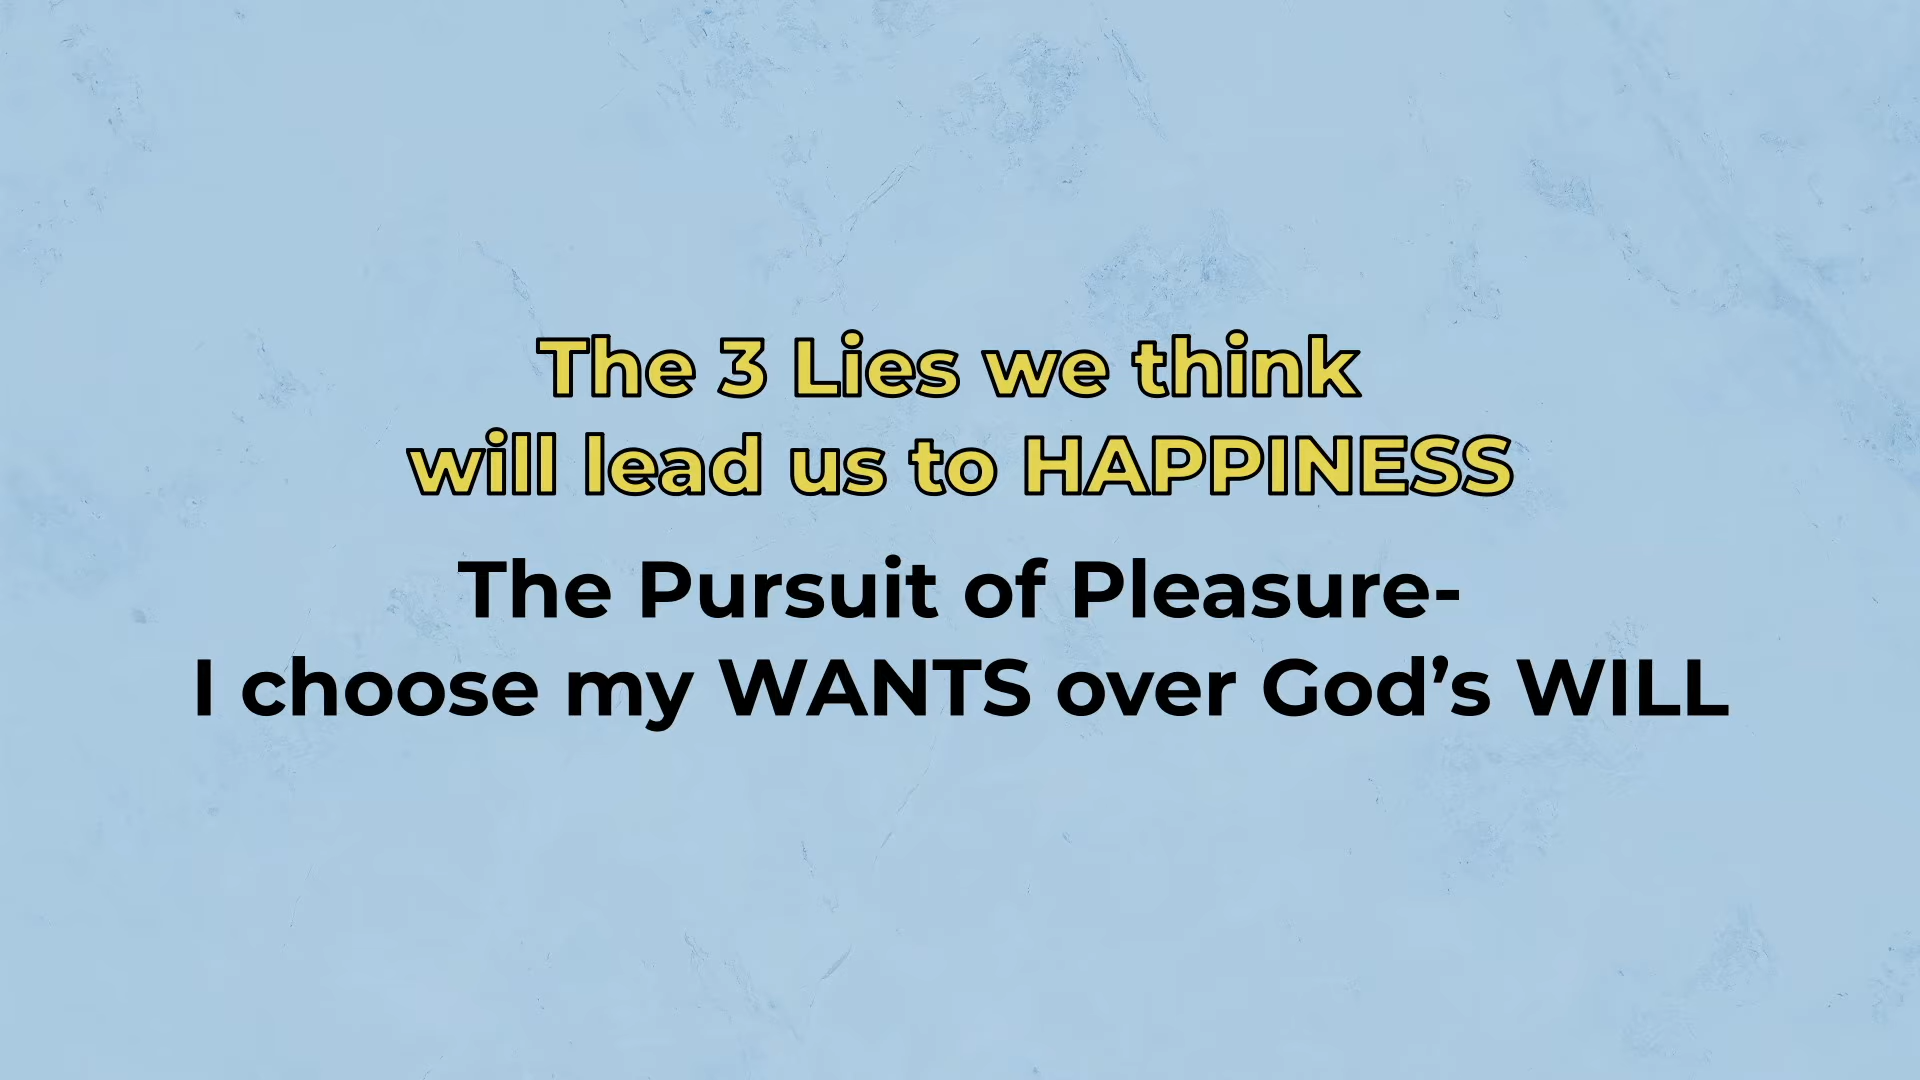 The 3 Lies we think
will lead us to HAPPINESS
The Pursuit of Pleasure-
I choose my WANTS over God’s WILL